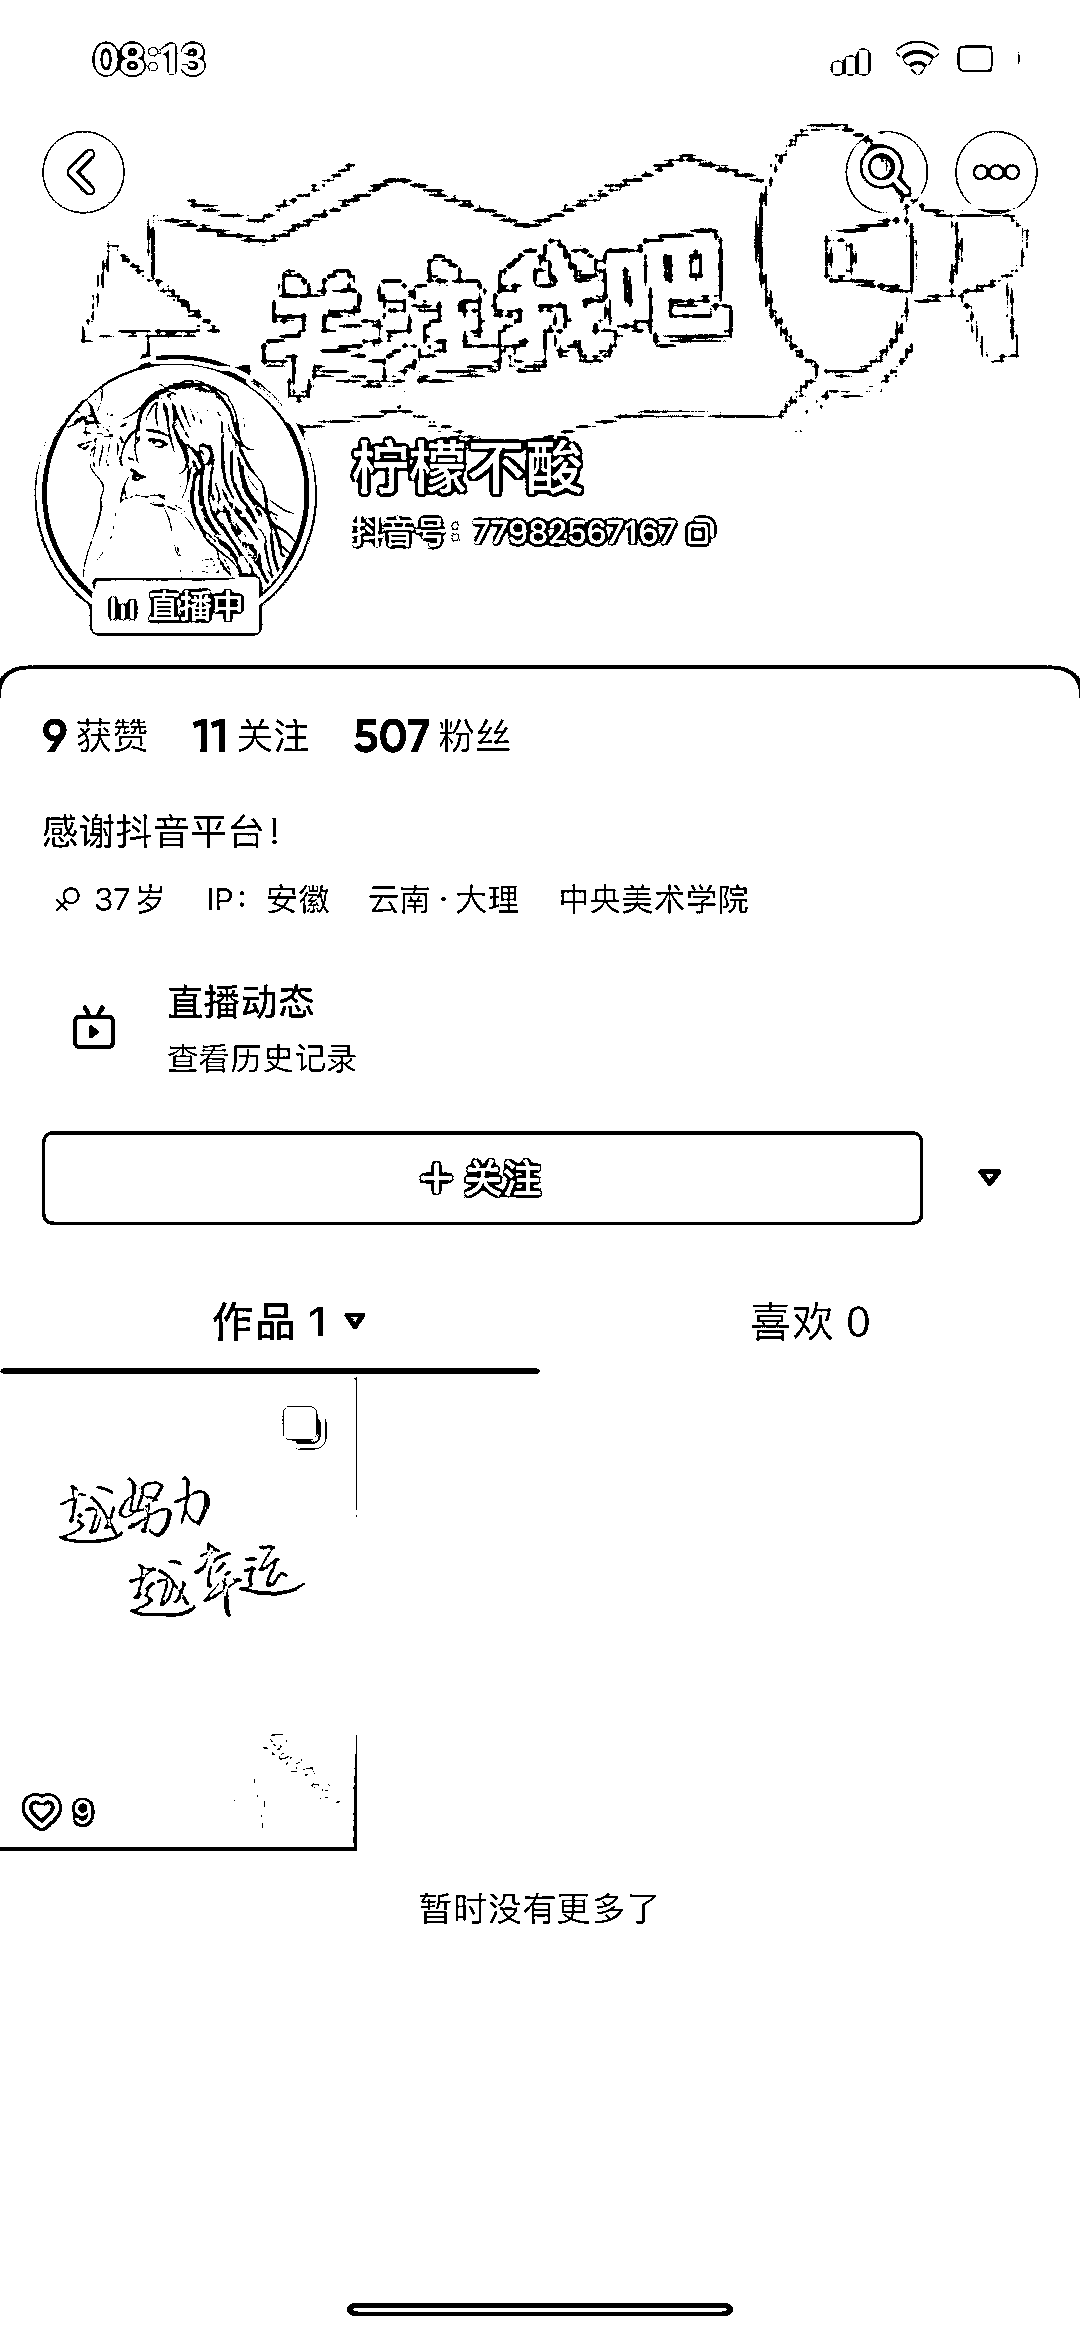 08:13
关注我吧
柠檬不酸
抖音号：77982567167
直播中
9 获赞 11 关注 507 粉丝
感谢抖音平台！
37岁 IP：安徽 云南·大理 中央美术学院
直播动态
查看历史记录
+ 关注
作品 1 喜欢 0
越努力
越幸运
9
暂时没有更多了